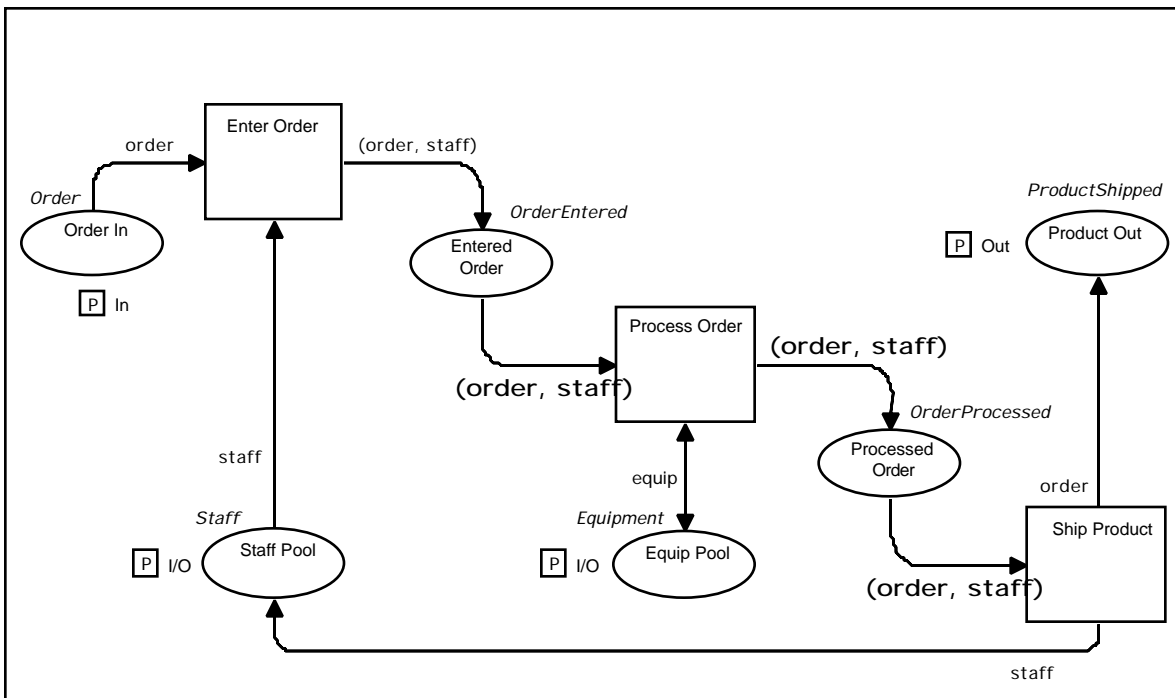 Enter Order
order
(order, staff)
Order
Order In
P In
OrderEntered
Entered
Order
ProductShipped
P Out
Product Out
Process Order
(order, staff)
(order, staff)
OrderProcessed
Processed
Order
staff
equip
order
Staff
P I/O
Staff Pool
Equipment
P I/O
Equip Pool
Ship Product
(order, staff)
staff